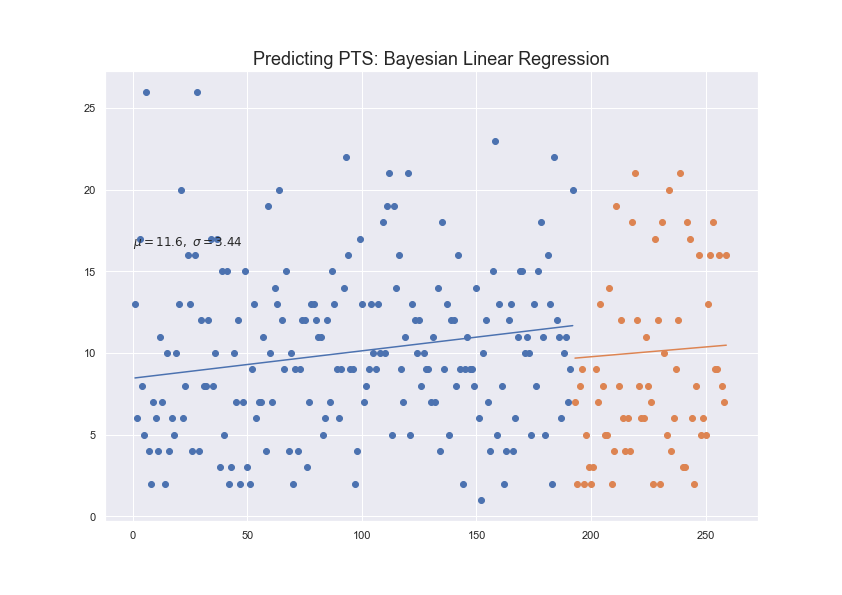 Predicting PTS: Bayesian Linear Regression
25
20
μ = 11.6, σ = 3.44
15
10
5
0
0 50 100 150 200 250